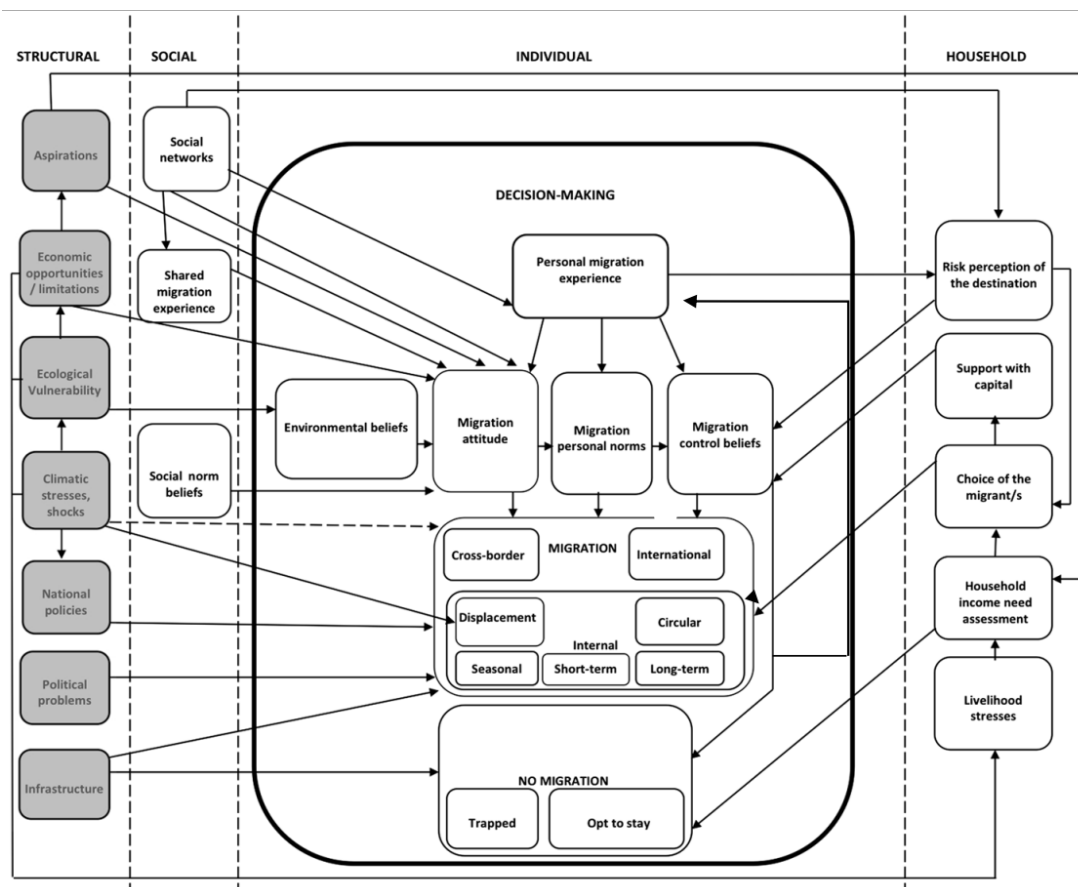 STRUCTURAL
SOCIAL
INDIVIDUAL
HOUSEHOLD
Aspirations
Economic
opportunities
/ limitations
Ecological
Vulnerability
Climatic
stresses,
shocks
National
policies
Political
problems
Infrastructure
Social
networks
Shared
migration
experience
Social norm
beliefs
DECISION-MAKING
Personal migration
experience
Environmental beliefs
Migration
attitude
Migration
personal norms
Migration
control beliefs
MIGRATION
Cross-border
International
Displacement
Circular
Internal
Seasonal
Short-term
Long-term
NO MIGRATION
Trapped
Opt to stay
Risk perception of
the destination
Support with
capital
Choice of the
migrant/s
Household
income need
assessment
Livelihood
stresses